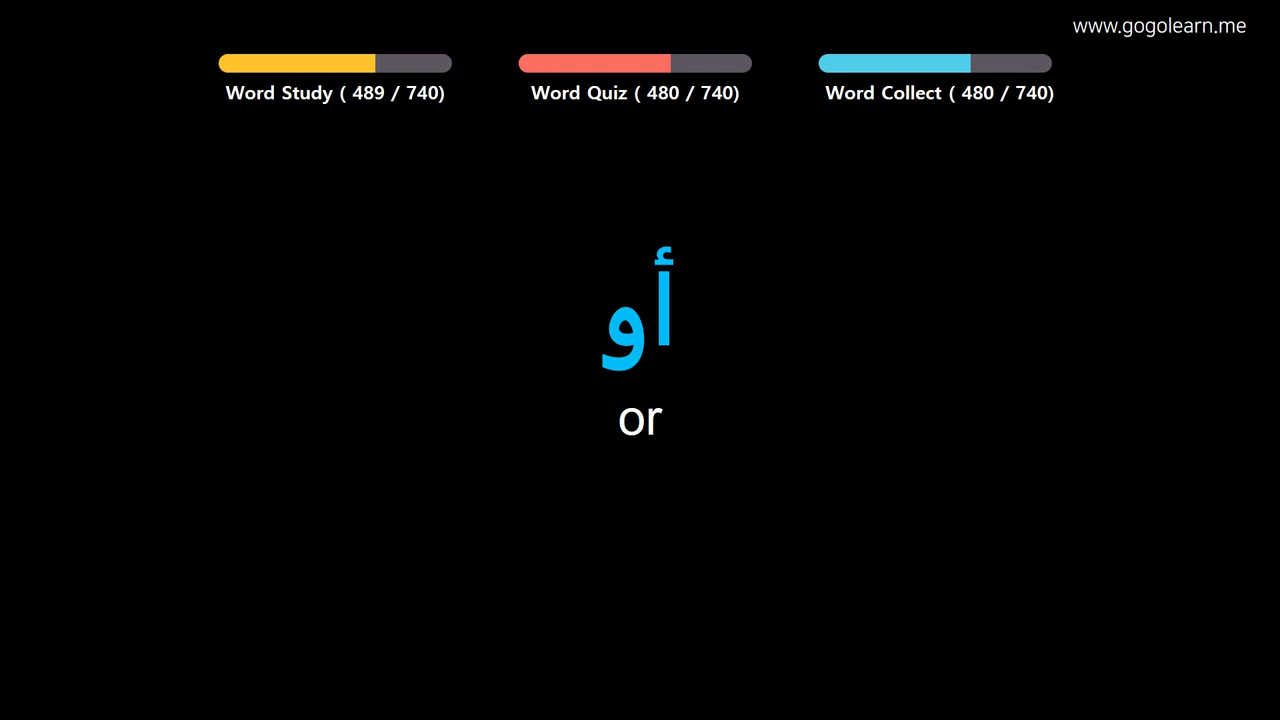 www.gogolearn.me
Word Study ( 489 / 740)
Word Quiz ( 480 / 740)
Word Collect ( 480 / 740)
أو
or